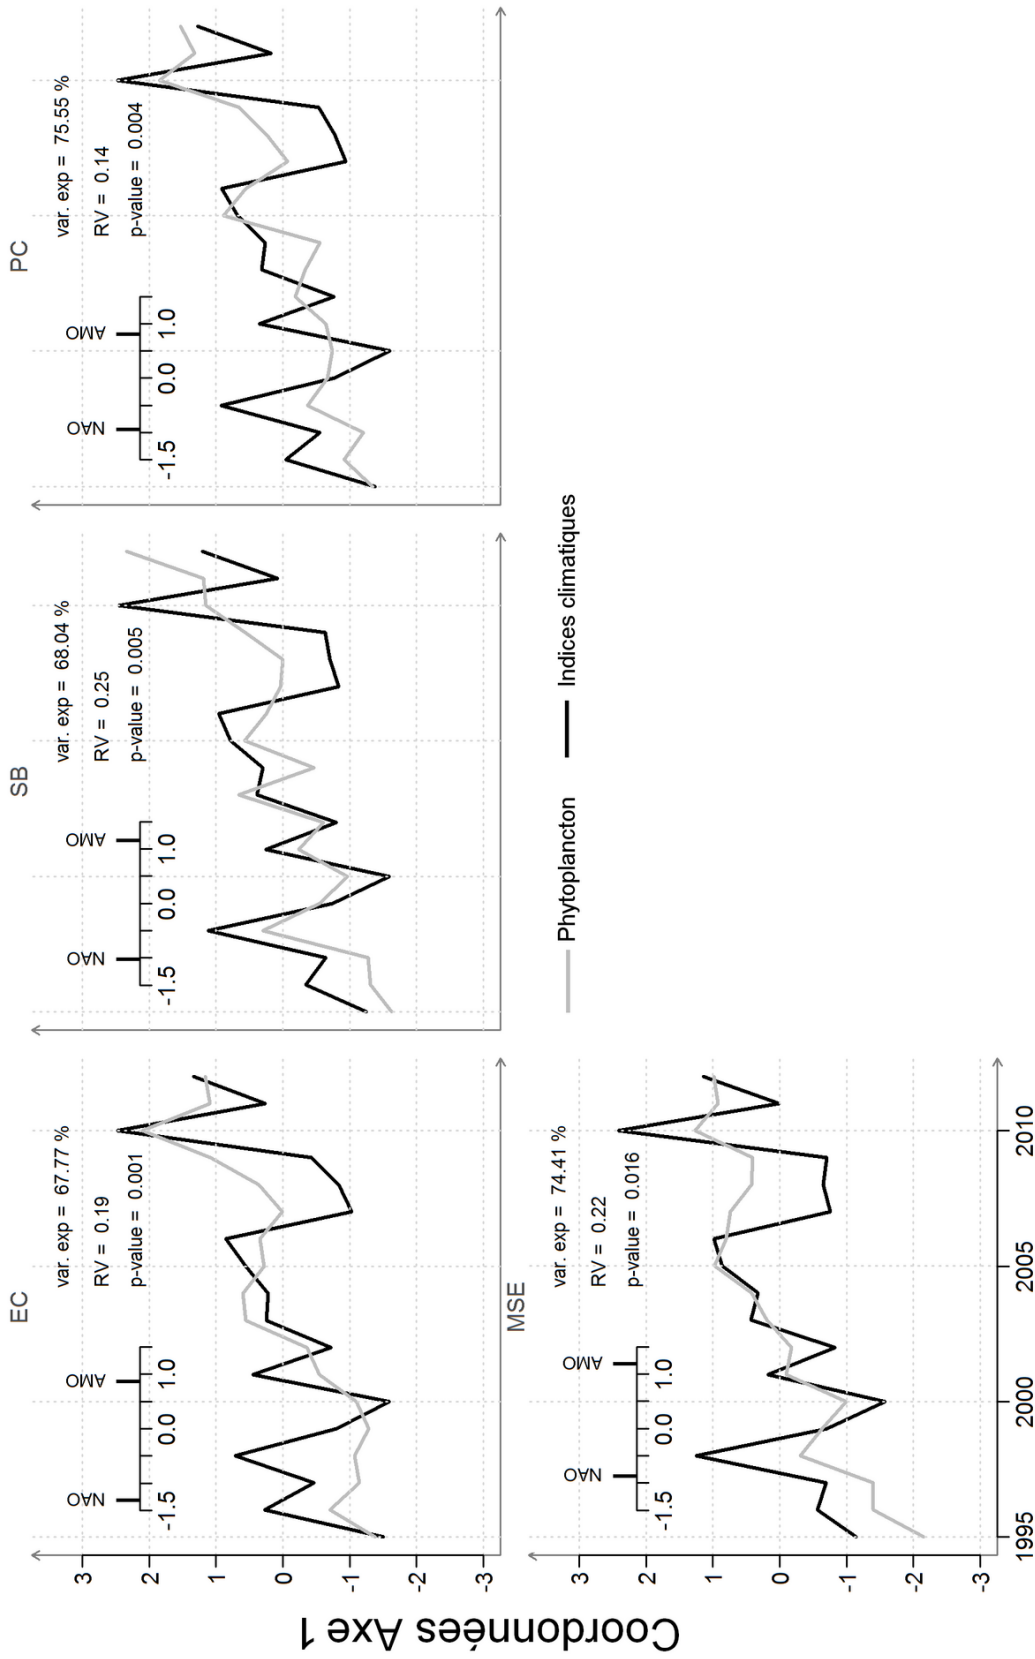 Coordonnées Axe 1
EC
var. exp = 67.77 %
RV = 0.19
p-value = 0.001
NAO
AMO
-1.5 0.0 1.0
3
2
1
0
-1
-2
-3
SB
var. exp = 68.04 %
RV = 0.25
p-value = 0.005
NAO
AMO
-1.5 0.0 1.0
PC
var. exp = 75.55 %
RV = 0.14
p-value = 0.004
NAO
AMO
-1.5 0.0 1.0
MSE
var. exp = 74.41 %
RV = 0.22
p-value = 0.016
NAO
AMO
-1.5 0.0 1.0
3
2
1
0
-1
-2
-3
1995 2000 2005 2010
Phytoplancton
Indices climatiques